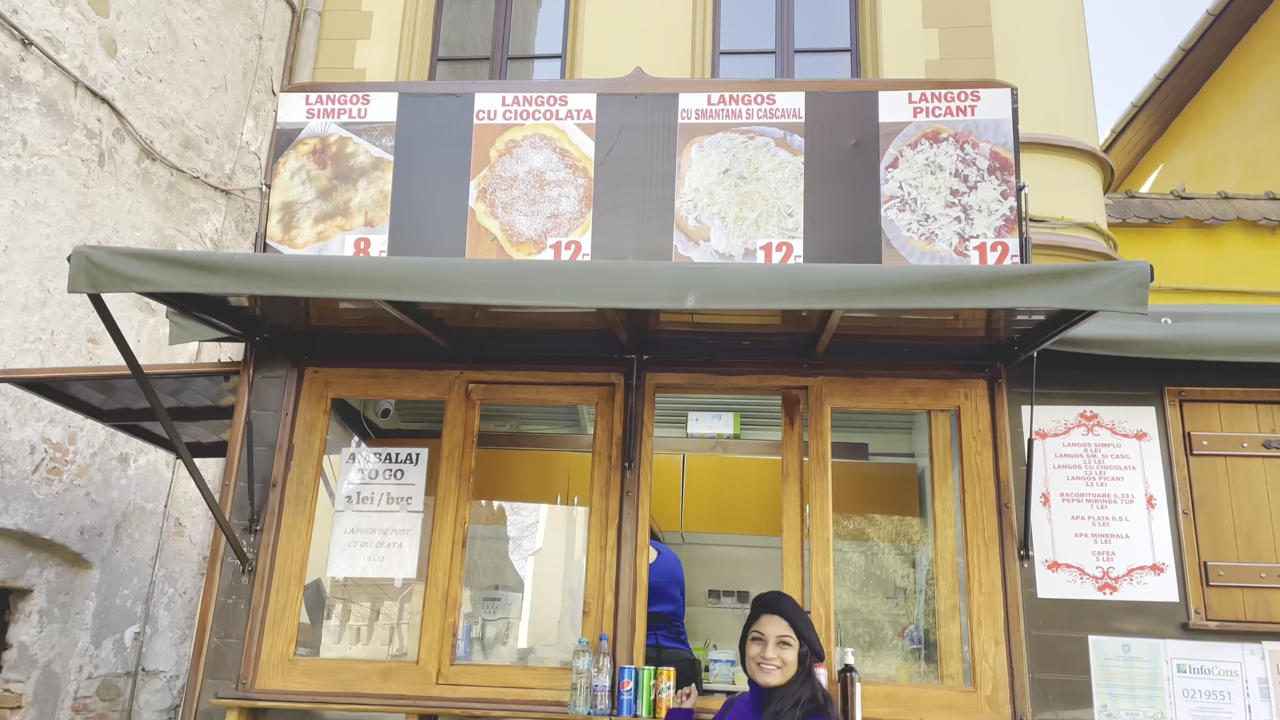 LANGOS
SIMPLU
8
LANGOS
CU CIOCOLATA
12
LANGOS
CU SMANTANA SI CASCAVAL
12
LANGOS
PICANT
12
AMBALAJ
TO GO
2 lei / buc
LANGOS DE POST
CU DULCEATA
LANGOS SIMPLU
8 LEI
LANGOS SM. SI CASC.
12 LEI
LANGOS CU CIOCOLATA
12 LEI
LANGOS PICANT
12 LEI
RACORITOARE 0,33 L
PEPSI MIRINDA 7UP
7 LEI
APA PLATA 0,5 L
5 LEI
APA MINERALA
5 LEI
CAFEA
5 LEI
InfoCons
0219551